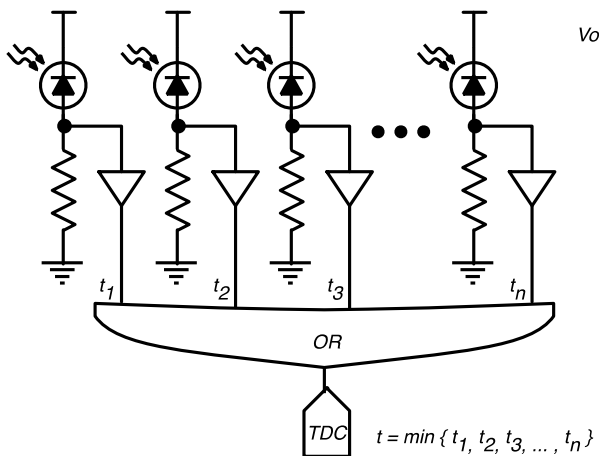 Vo
t1 t2 t3 tn
OR
TDC
t = min { t1, t2, t3, ... , tn }